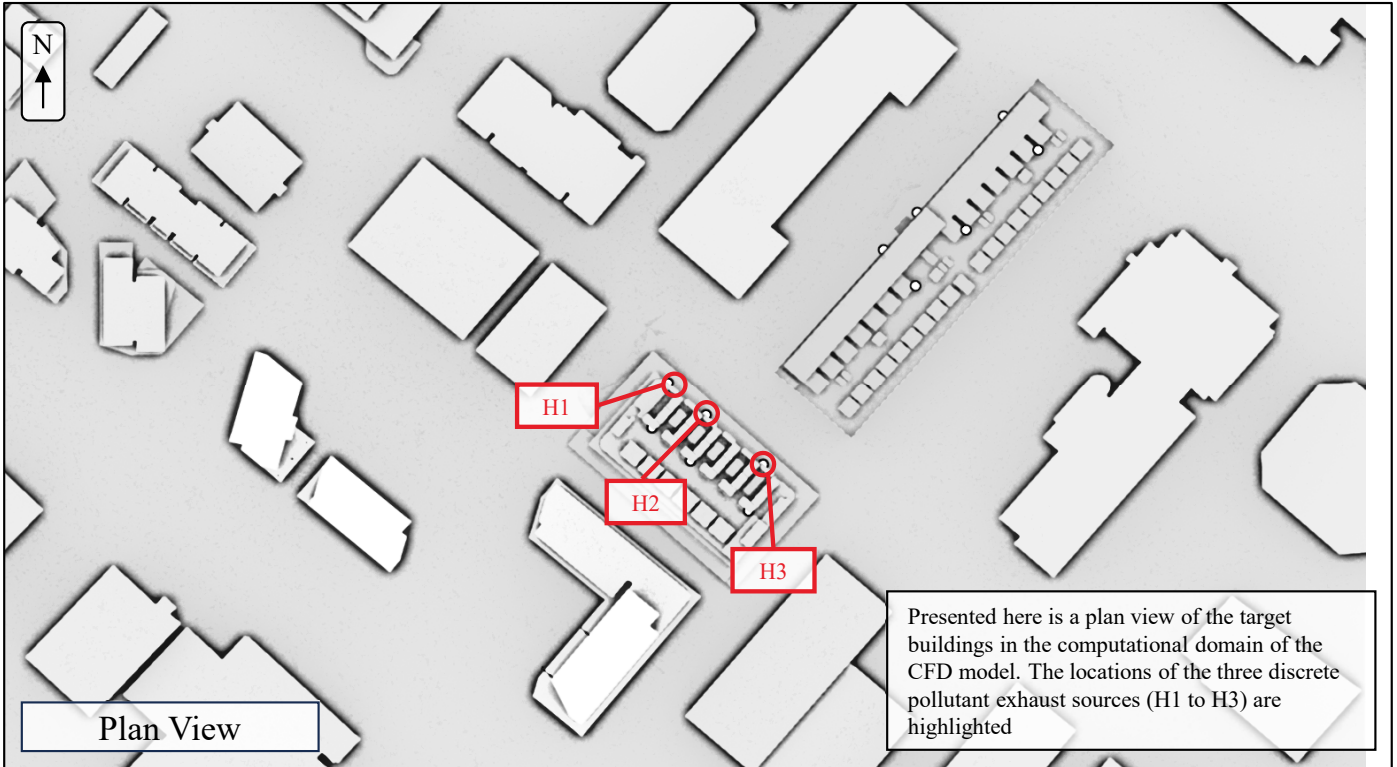 N
H1
H2
H3
Presented here is a plan view of the target
buildings in the computational domain of the
CFD model. The locations of the three discrete
pollutant exhaust sources (H1 to H3) are
highlighted
Plan View